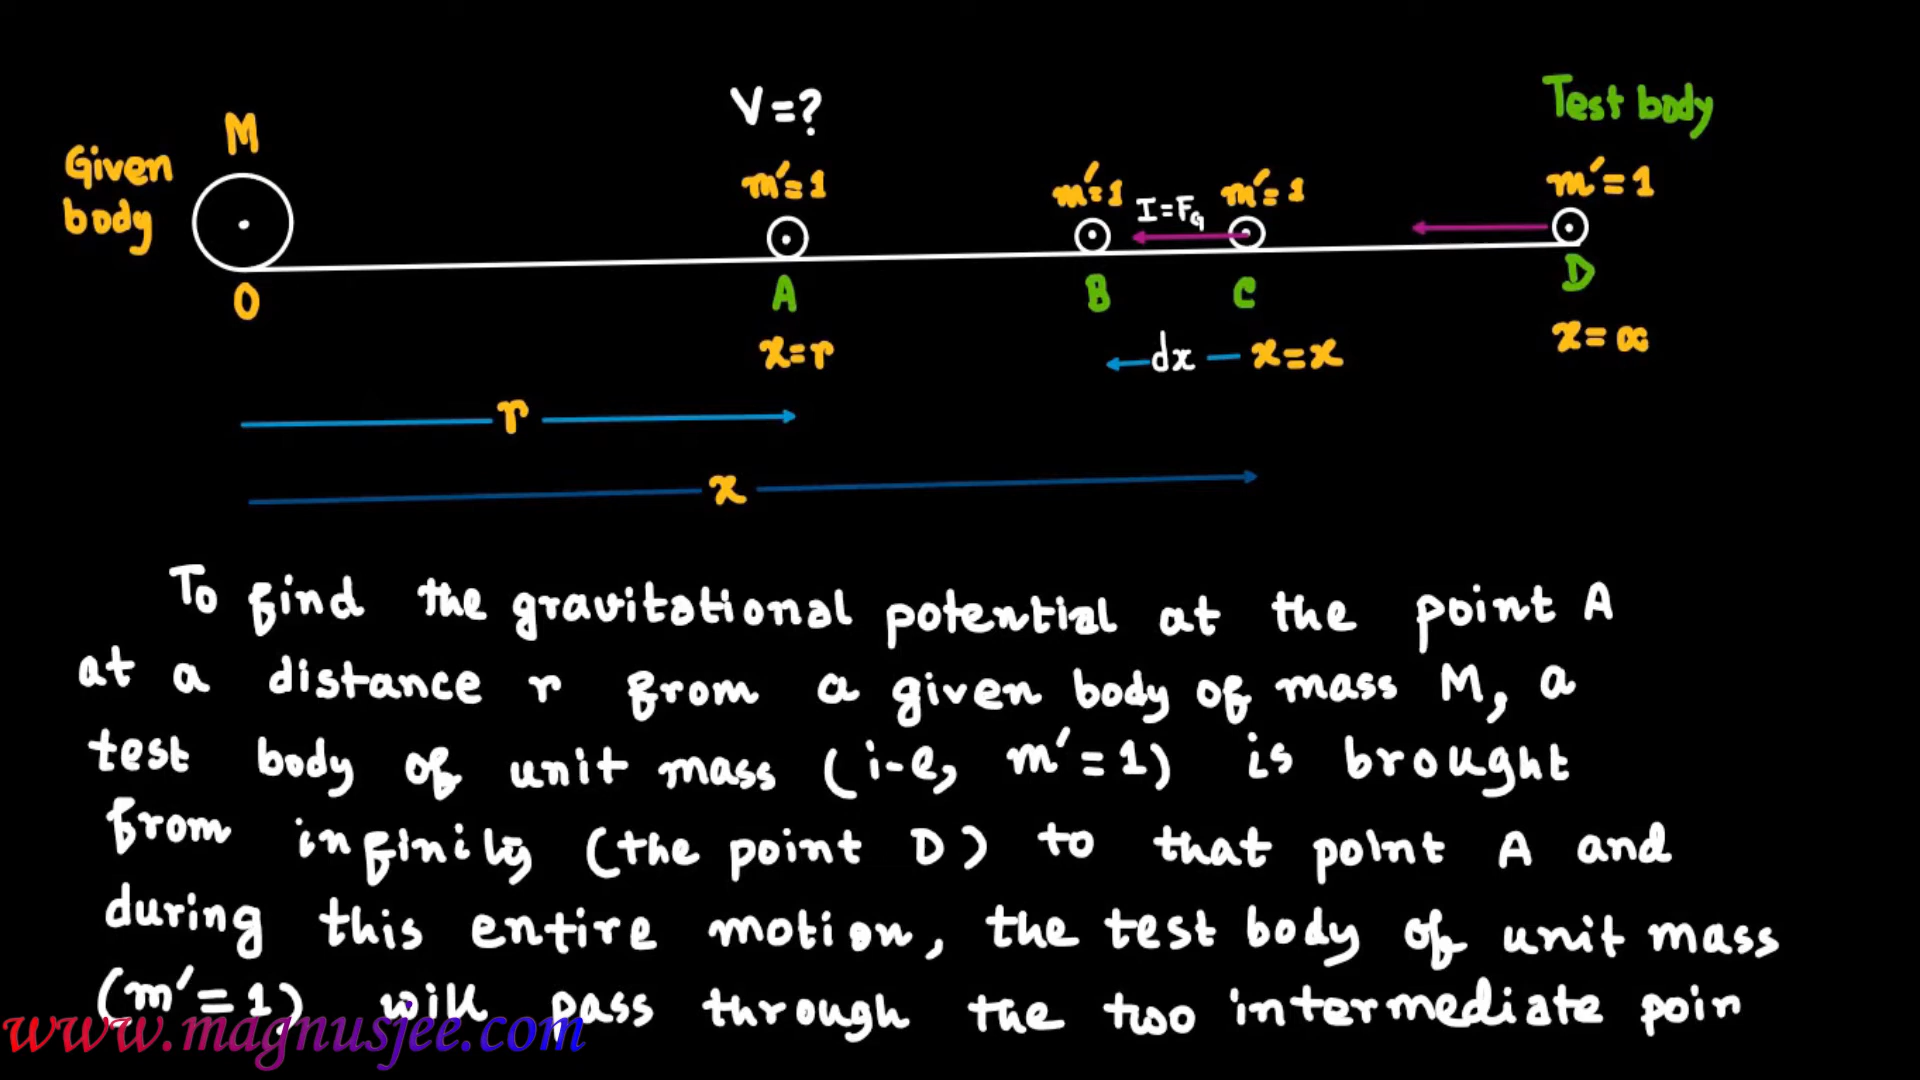 V=?
Test body
M
Given
body
m'=1
m'=1
I=FG
m'=1
m'=1
O
A
B
C
D
x=r
dx
x=x
x=∞
r
x
To find the gravitational potential at the point A
at a distance r from a given body of mass M, a
test body of unit mass (i-e, m'=1) is brought
from infinity (the point D) to that point A and
during this entire motion, the test body of unit mass
(m'=1) will pass through the two intermediate poin
www.magnusjee.com